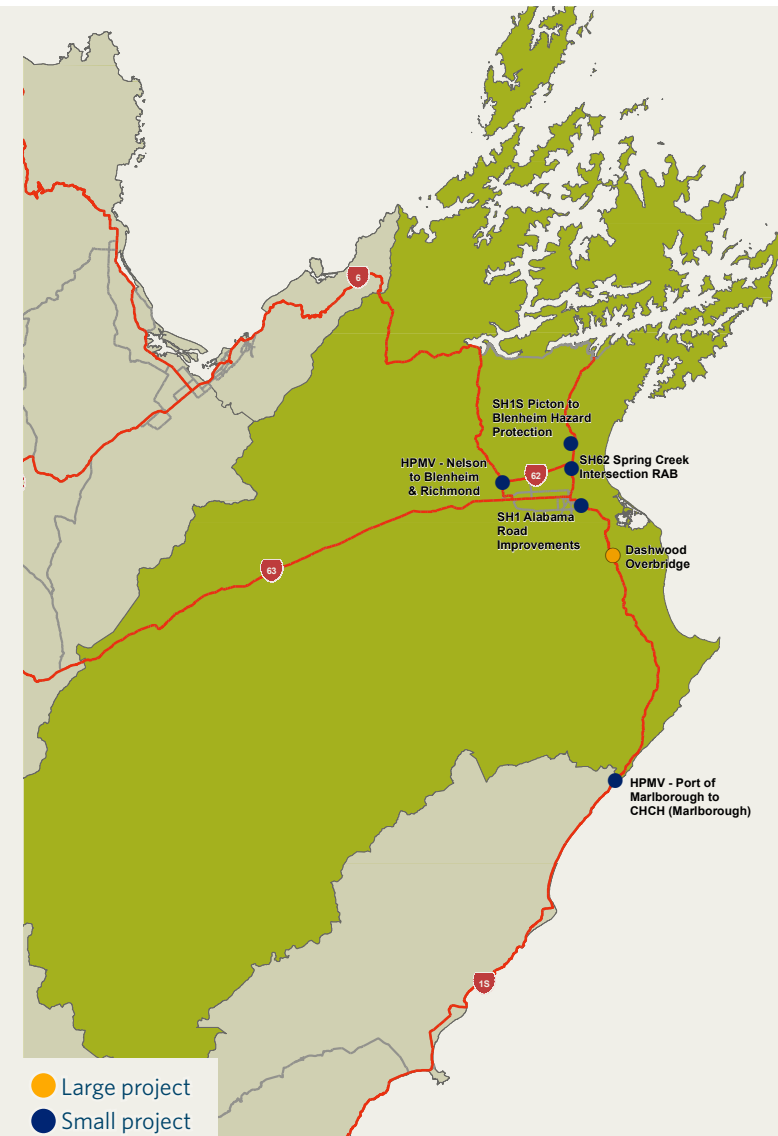 6
SH1S Picton to
Blenheim Hazard
Protection
HPMV - Nelson
to Blenheim
& Richmond
62
SH62 Spring Creek
Intersection RAB
SH1 Alabama
Road
Improvements
Dashwood
Overbridge
63
HPMV - Port of
Marlborough to
CHCH (Marlborough)
1S
Large project
Small project